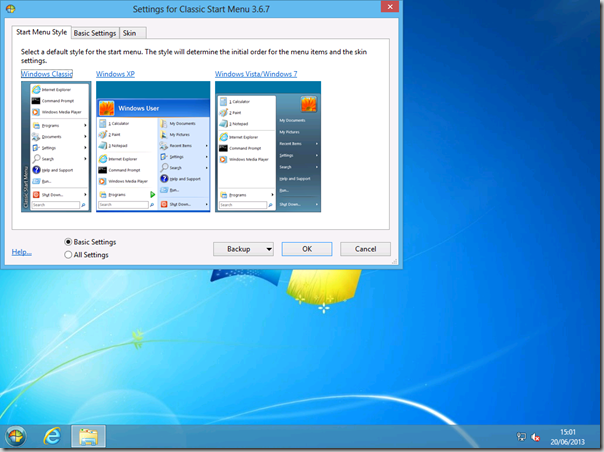 Settings for Classic Start Menu 3.6.7
Start Menu Style
Basic Settings
Skin
Select a default style for the start menu. The style will determine the initial order for the menu items and the skin
settings.
Windows Classic
Windows XP
Windows Vista/Windows 7
Classic Start Menu
Internet Explorer
Command Prompt
Windows Media Player
Programs
Documents
Settings
Search
Help and Support
Run...
Shut Down...
Search
Windows User
1 Calculator
2 Paint
3 Notepad
Internet Explorer
Command Prompt
Windows Media Player
Programs
Search
My Documents
My Pictures
Recent Items
Settings
Search
Help and Support
Run...
Shut Down...
1 Calculator
2 Paint
3 Notepad
Internet Explorer
Command Prompt
Windows Media Player
Programs
Search
My Documents
My Pictures
Recent Items
Settings
Search
Help and Support
Run...
Shut Down...
Help...
Basic Settings
All Settings
Backup
OK
Cancel
15:01
20/06/2013